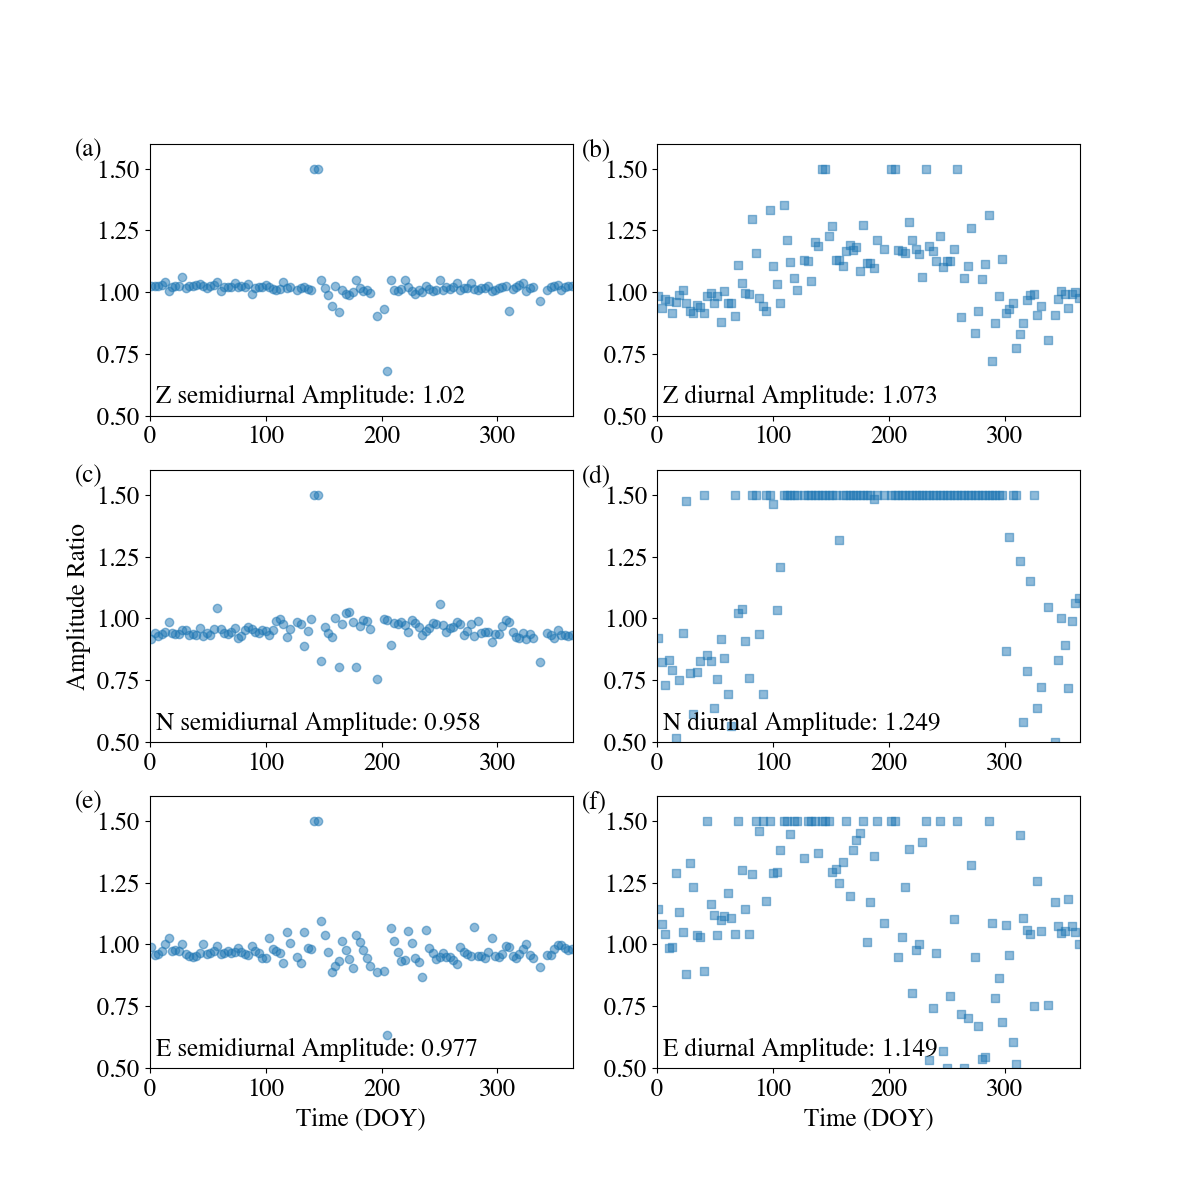 (a)
1.50
1.25
1.00
0.75
0.50
Z semidiurnal Amplitude: 1.02
0 100 200 300
(b)
1.50
1.25
1.00
0.75
0.50
Z diurnal Amplitude: 1.073
0 100 200 300
(c)
Amplitude Ratio
1.50
1.25
1.00
0.75
0.50
N semidiurnal Amplitude: 0.958
0 100 200 300
(d)
1.50
1.25
1.00
0.75
0.50
N diurnal Amplitude: 1.249
0 100 200 300
(e)
1.50
1.25
1.00
0.75
0.50
E semidiurnal Amplitude: 0.977
0 100 200 300
Time (DOY)
(f)
1.50
1.25
1.00
0.75
0.50
E diurnal Amplitude: 1.149
0 100 200 300
Time (DOY)